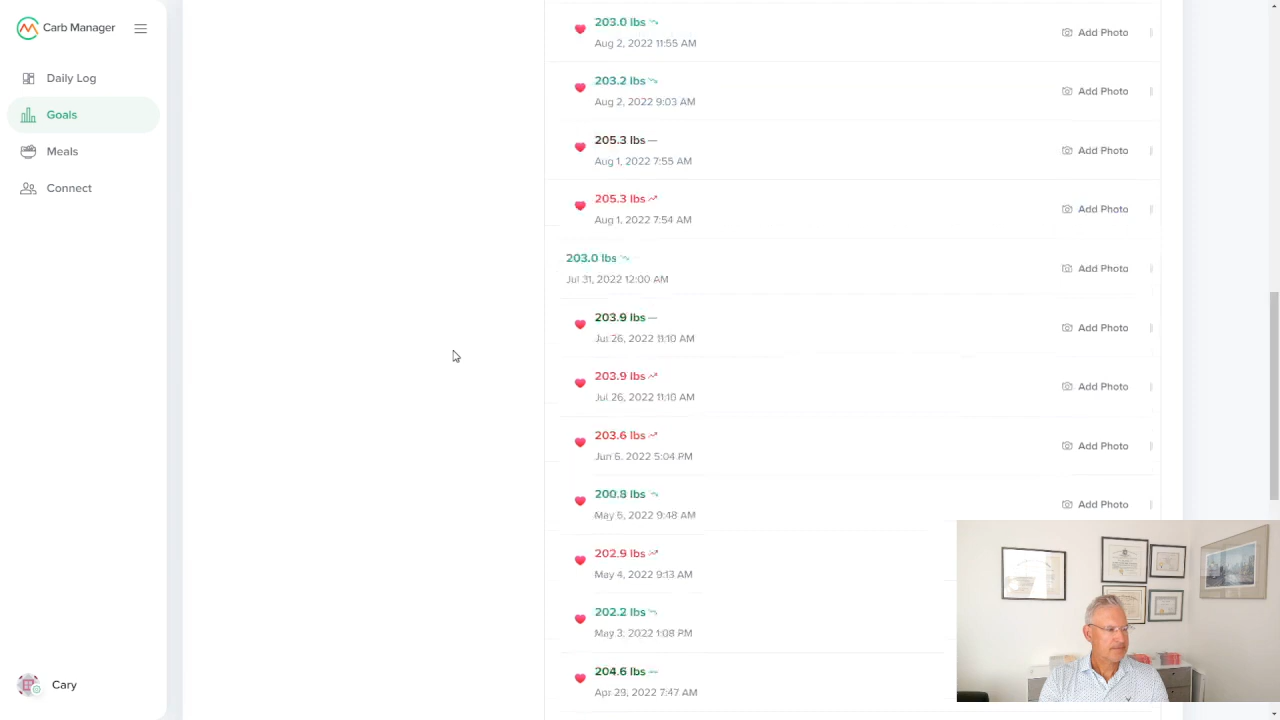 Carb Manager
Daily Log
Goals
Meals
Connect
Cary
203.0 lbs
Aug 2, 2022 11:55 AM
Add Photo
203.2 lbs
Aug 2, 2022 9:03 AM
Add Photo
205.3 lbs
Aug 1, 2022 7:55 AM
Add Photo
205.3 lbs
Aug 1, 2022 7:54 AM
Add Photo
203.0 lbs
Jul 31, 2022 12:00 AM
Add Photo
203.9 lbs
Jul 26, 2022 11:10 AM
Add Photo
203.9 lbs
Jul 26, 2022 11:10 AM
Add Photo
203.6 lbs
Jun 6, 2022 5:04 PM
Add Photo
200.8 lbs
May 6, 2022 9:48 AM
Add Photo
202.9 lbs
May 4, 2022 9:13 AM
202.2 lbs
May 3, 2022 1:08 PM
204.6 lbs
Apr 29, 2022 7:47 AM